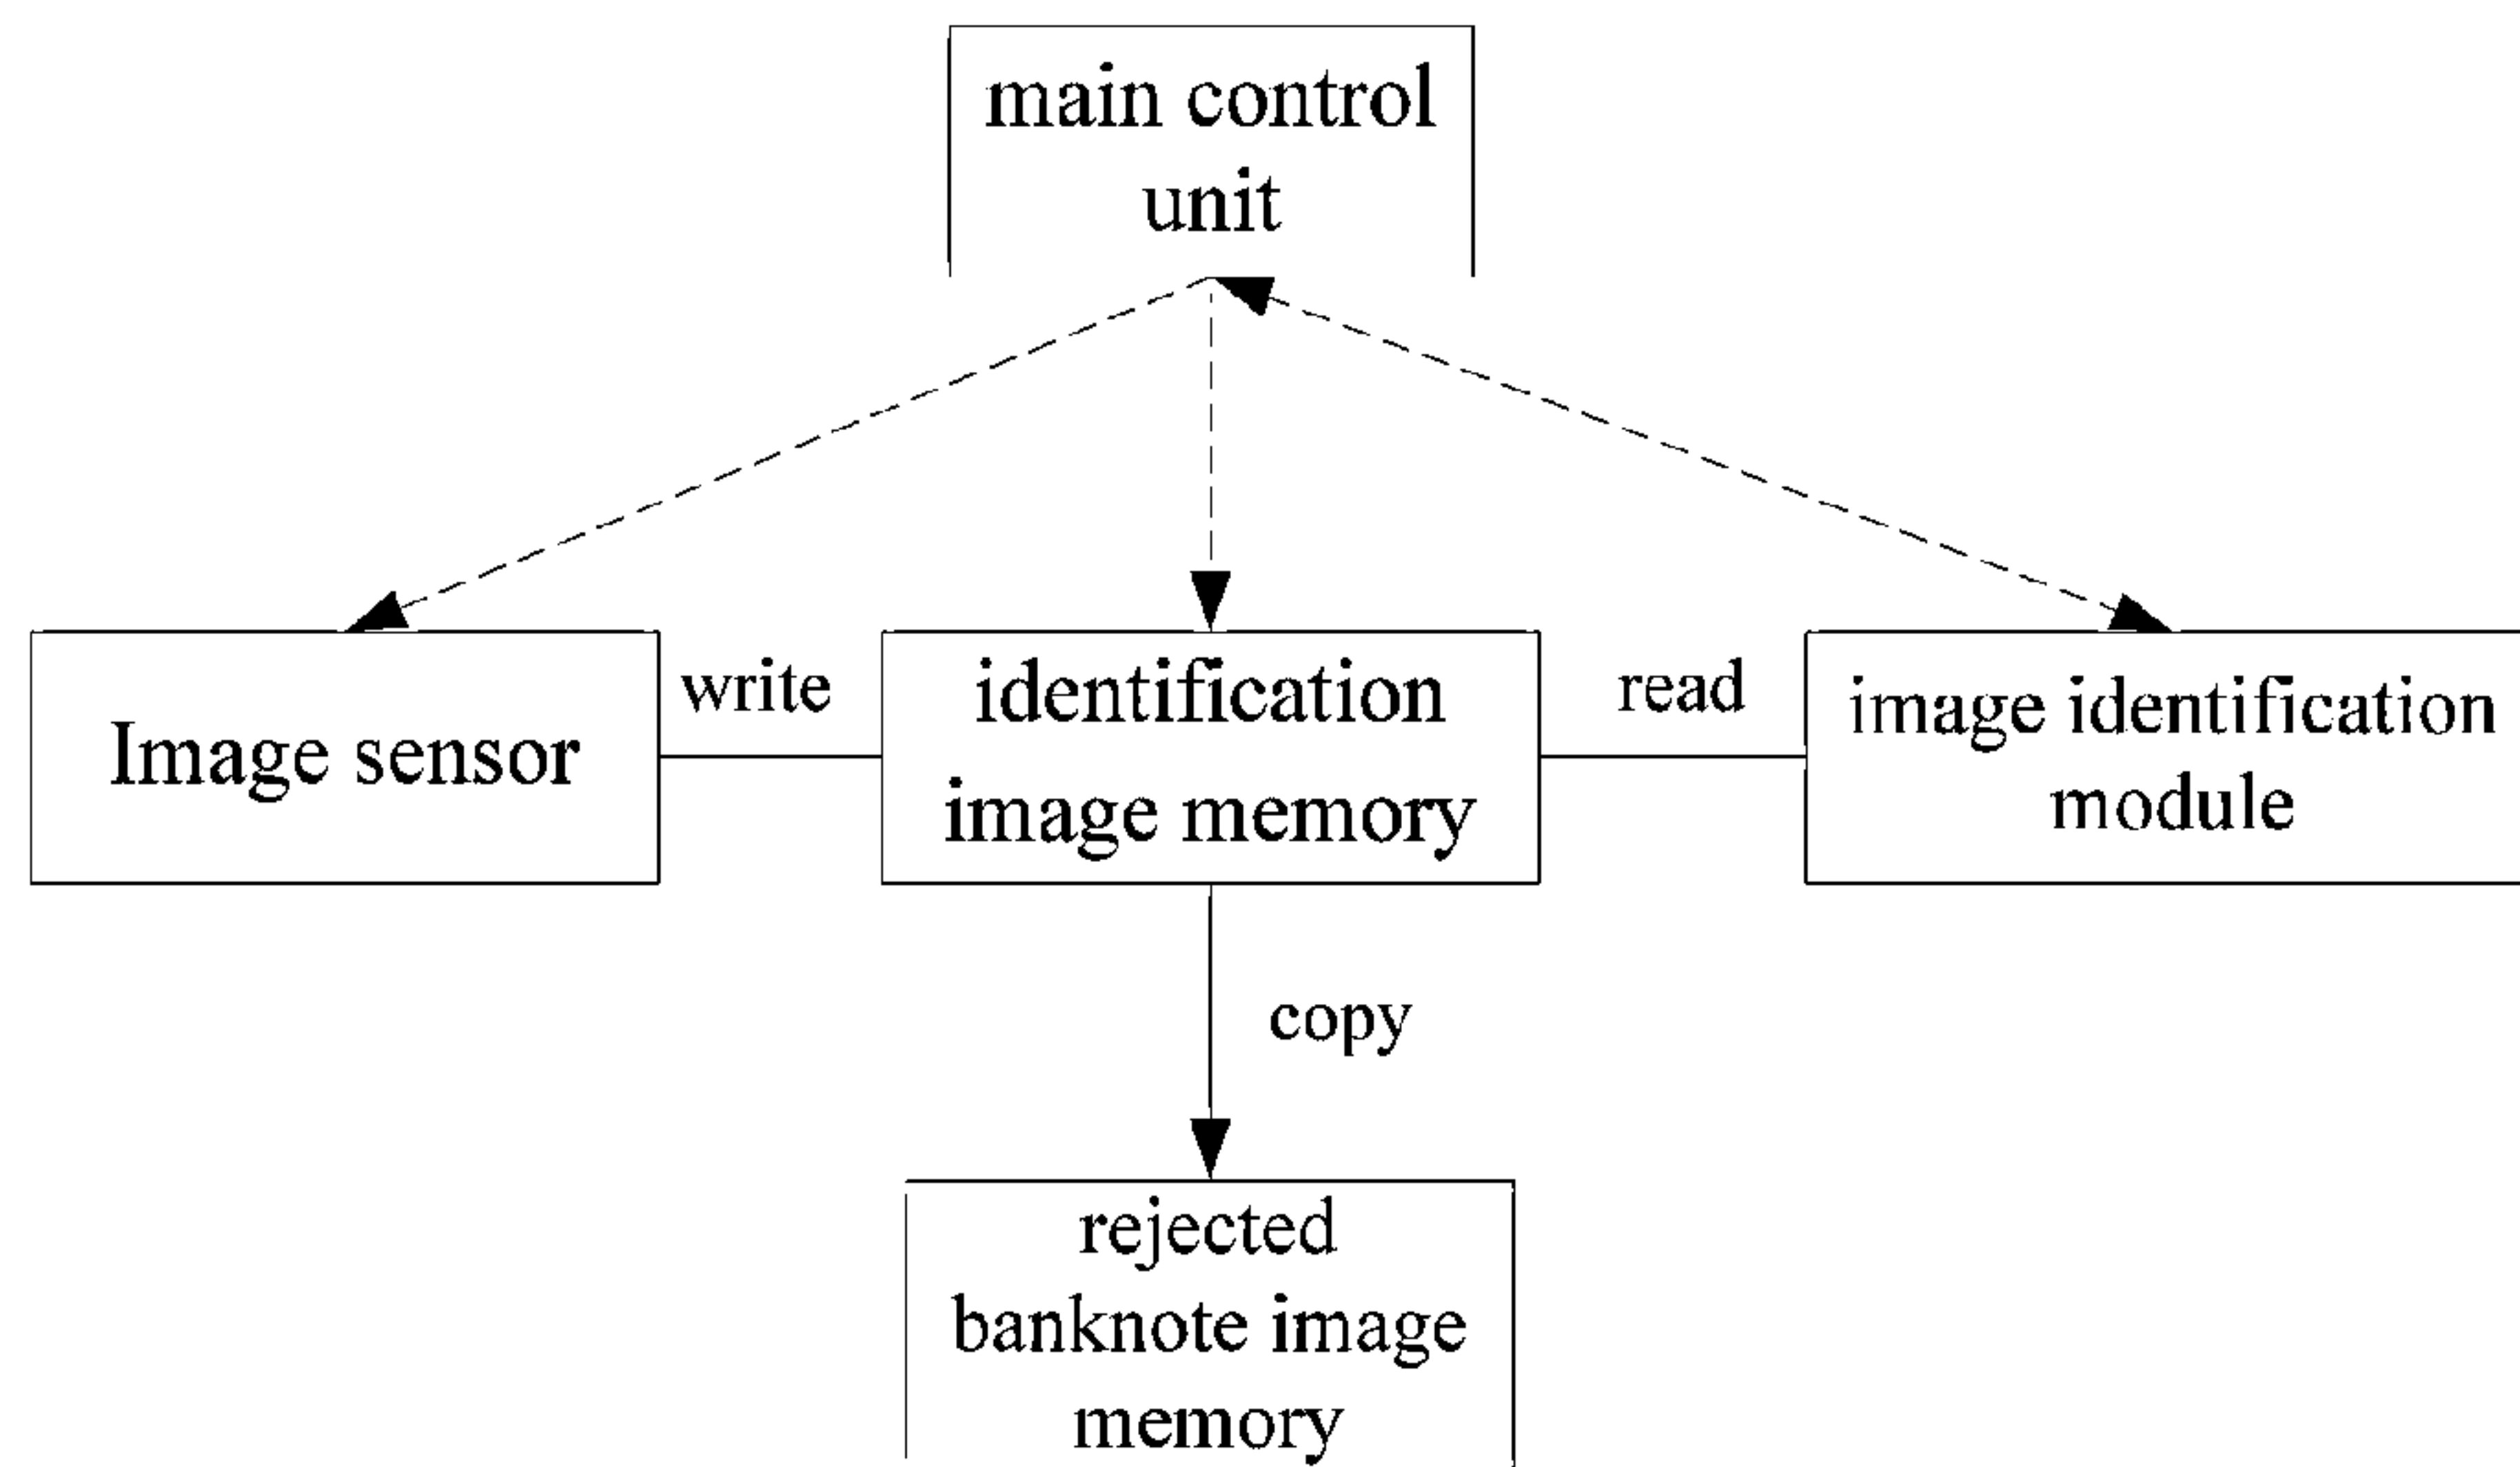 main control
unit
write
read
Image sensor
identification
image memory
image identification
module
copy
rejected
banknote image
memory